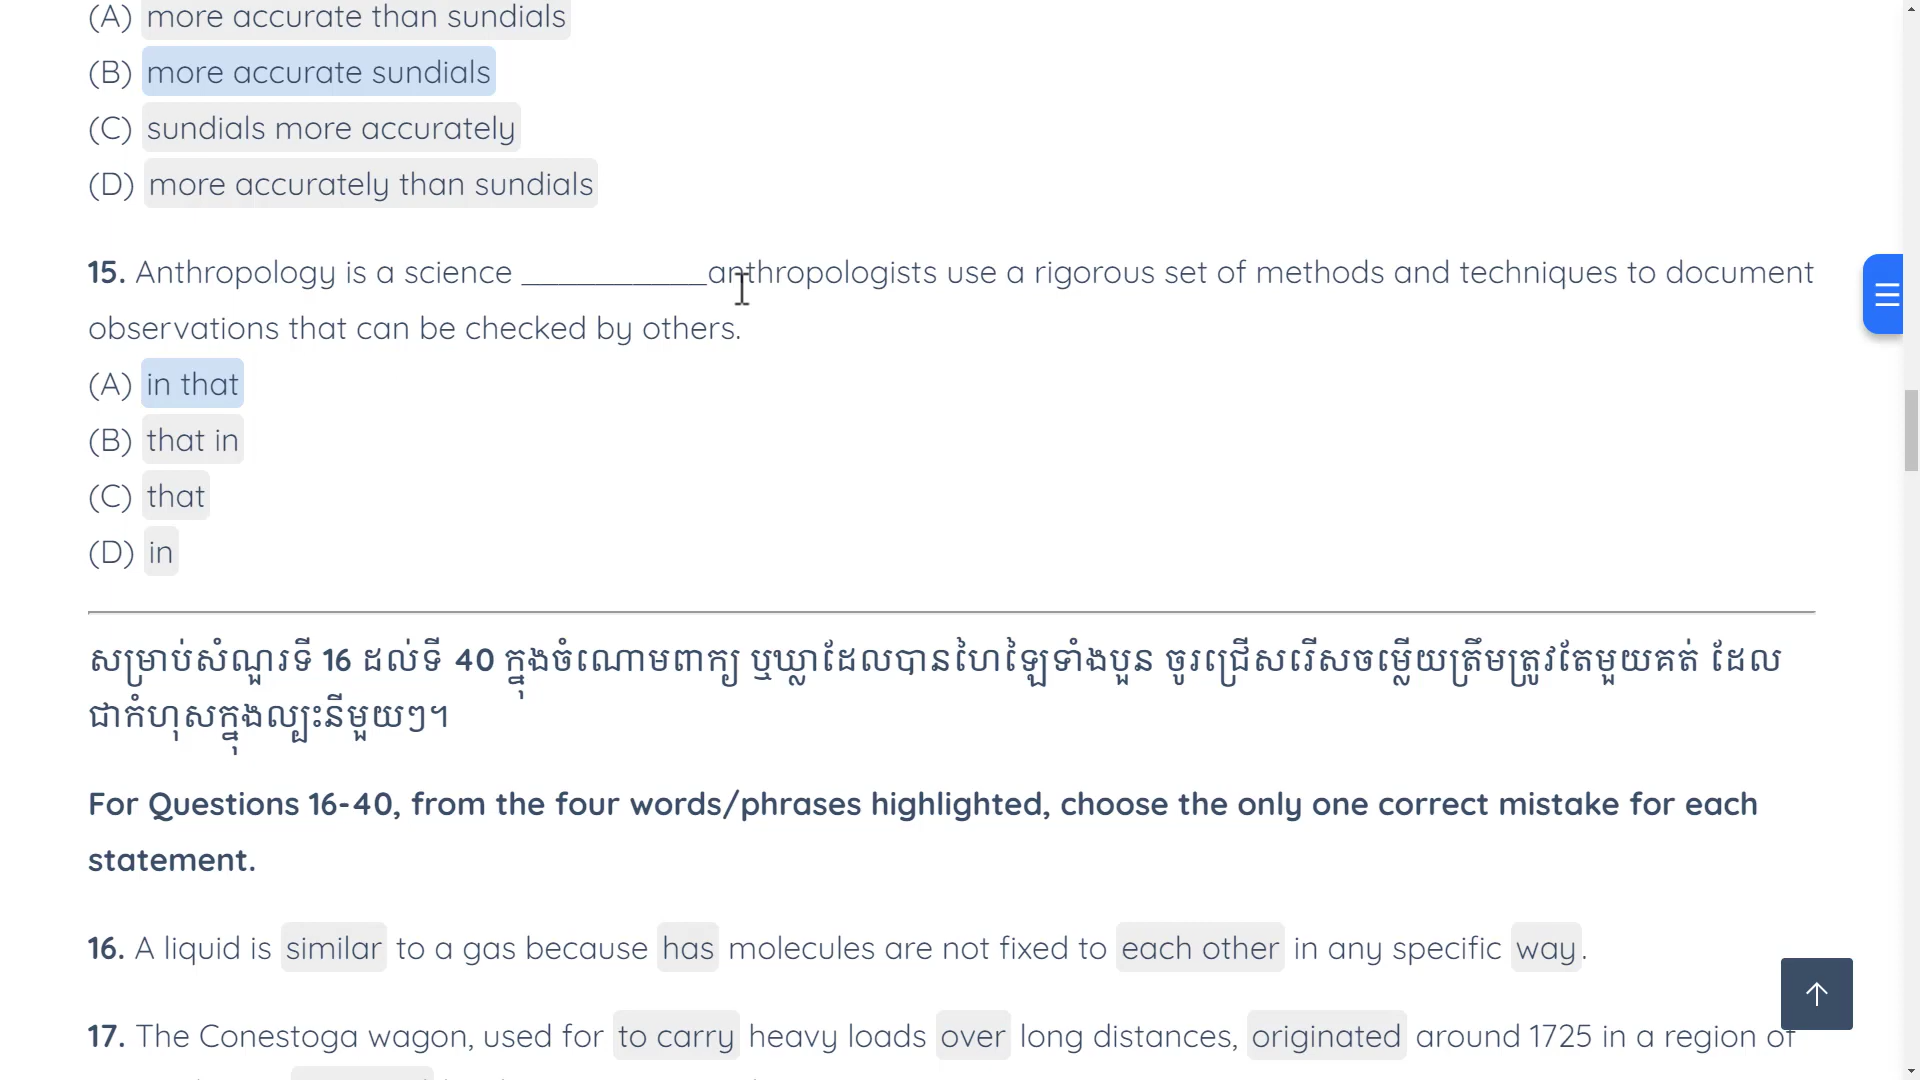 (A) more accurate than sundials
(B) more accurate sundials
(C) sundials more accurately
(D) more accurately than sundials
15. Anthropology is a science ____________anthropologists use a rigorous set of methods and techniques to document
observations that can be checked by others.
(A) in that
(B) that in
(C) that
(D) in
សម្រាប់សំណួរទី 16 ដល់ទី 40 ក្នុងចំណោមពាក្យ ឬឃ្លាដែលបានហៃឡៃទាំងបួន ចូរជ្រើសរើសចម្លើយត្រឹមត្រូវតែមួយគត់ ដែល
ជាកំហុសក្នុងល្បះនីមួយៗ។
For Questions 16-40, from the four words/phrases highlighted, choose the only one correct mistake for each
statement.
16. A liquid is similar to a gas because has molecules are not fixed to each other in any specific way.
17. The Conestoga wagon, used for to carry heavy loads over long distances, originated around 1725 in a region of